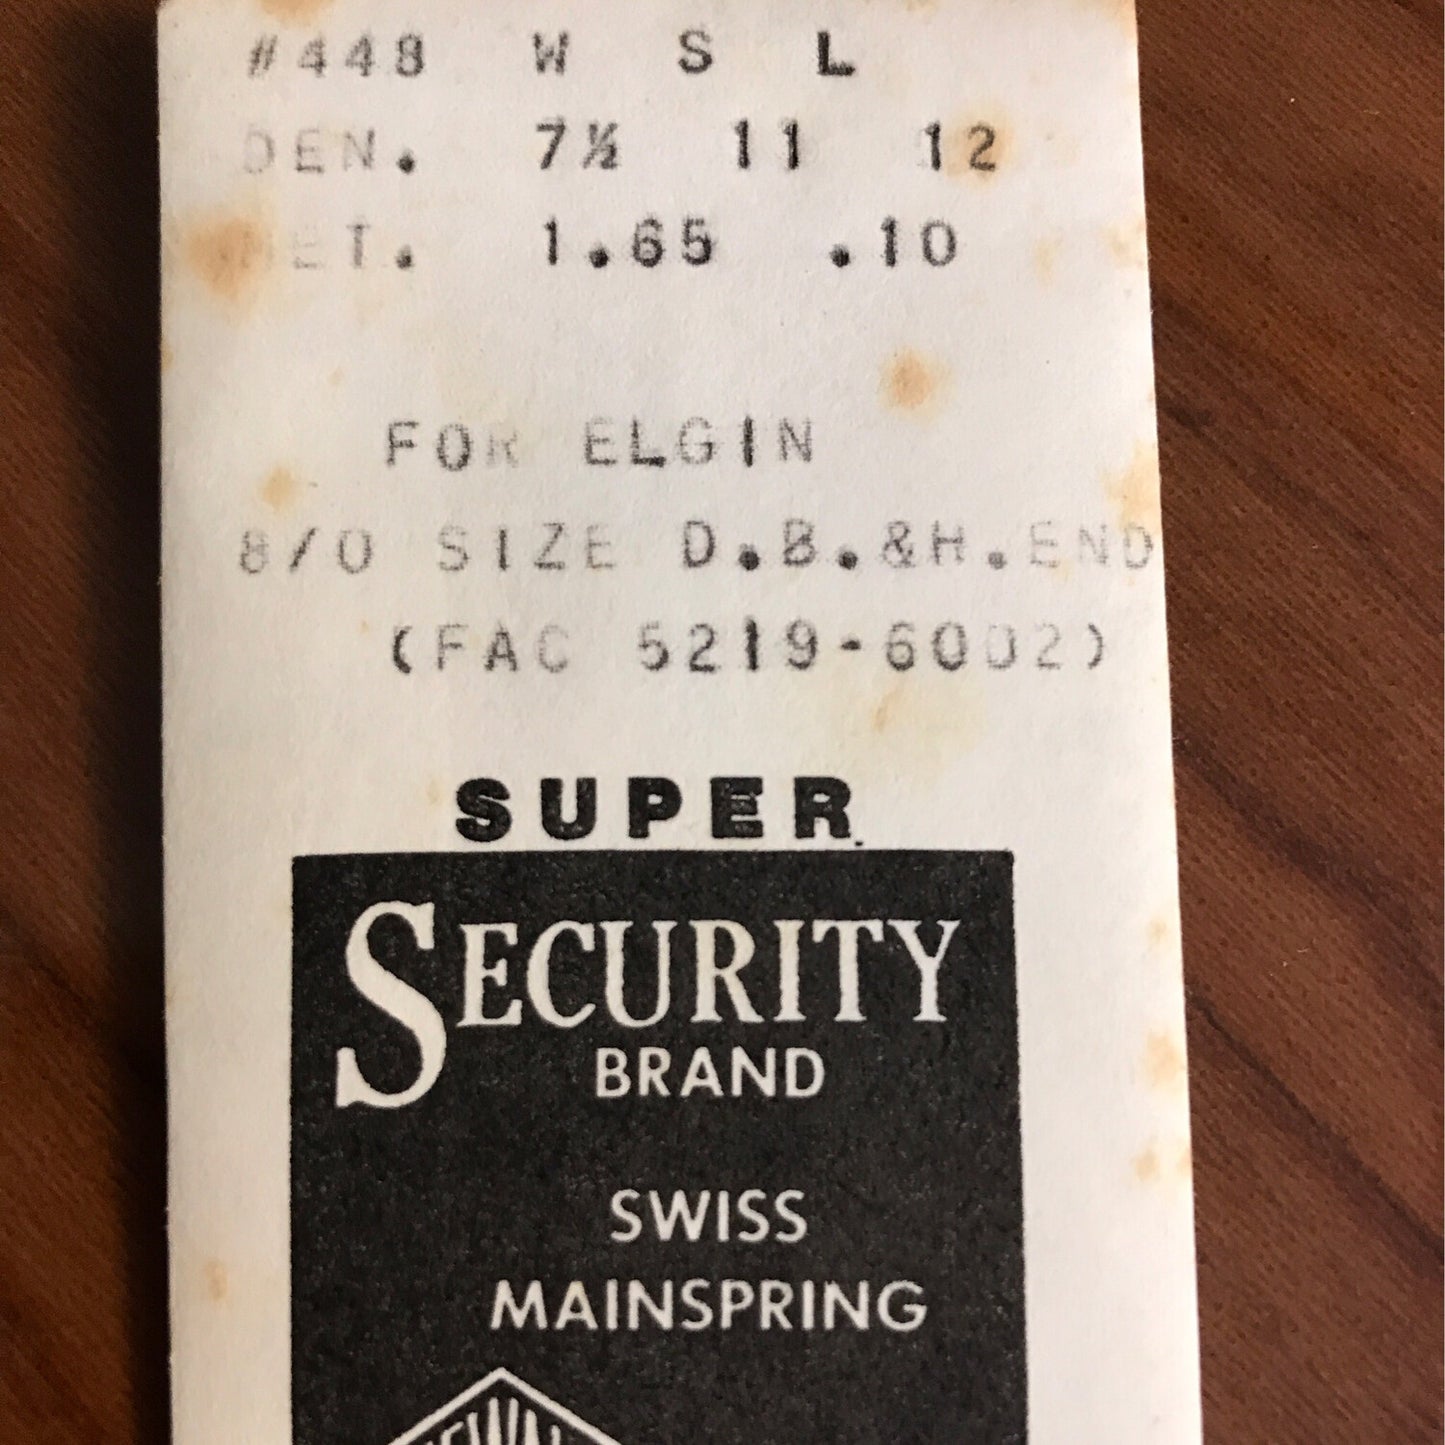 #448 W S L
DEN. 7½ 11 12
MET. 1.65 .10
FOR ELGIN
8/0 SIZE D.B.&H.END
(FAC 5219-6002)
SUPER
SECURITY
BRAND
SWISS
MAINSPRING